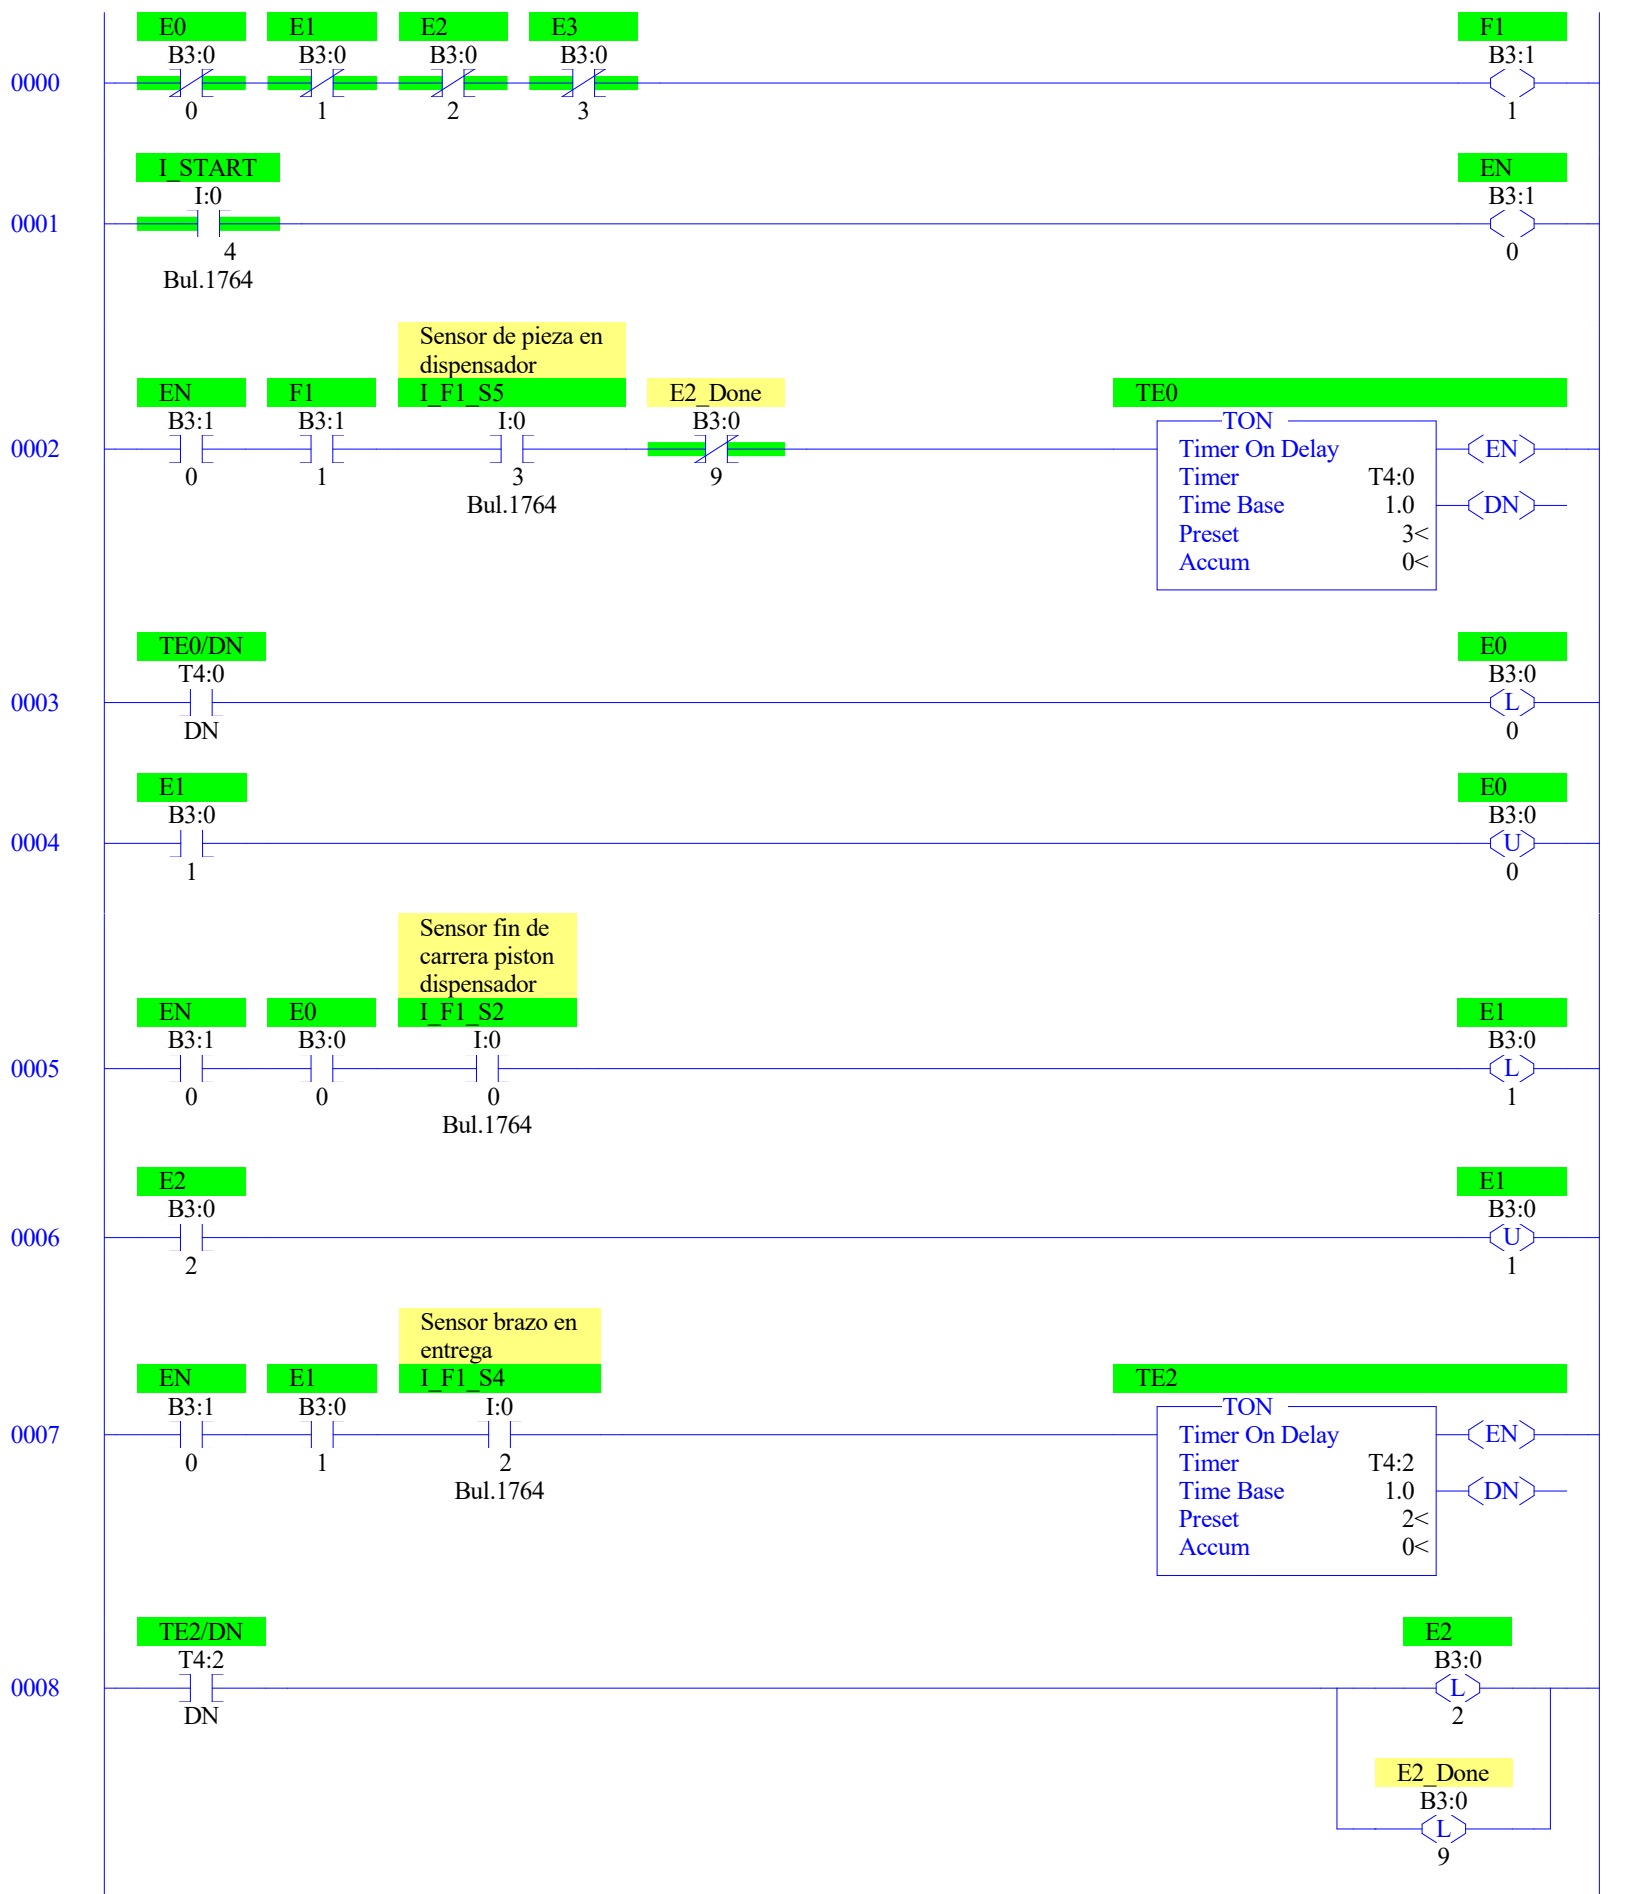 E0 E1 E2 E3 F1
B3:0 B3:0 B3:0 B3:0 B3:1
0000
0 1 2 3 1
I_START EN
I:0 B3:1
0001
4 0
Bul.1764
Sensor de pieza en
dispensador
EN F1 I_F1_S5 E2_Done TE0
B3:1 B3:1 I:0 B3:0 TON
0002 Timer On Delay EN
0 1 3 9 Timer T4:0
Bul.1764 Time Base 1.0 DN
Preset 3<
Accum 0<
TE0/DN E0
T4:0 B3:0
0003 L
DN 0
E1 E0
B3:0 B3:0
0004 U
1 0
Sensor fin de
carrera piston
dispensador
EN E0 I_F1_S2 E1
B3:1 B3:0 I:0 B3:0
0005 L
0 0 0 1
Bul.1764
E2 E1
B3:0 B3:0
0006 U
2 1
Sensor brazo en
entrega
EN E1 I_F1_S4 TE2
B3:1 B3:0 I:0 TON
0007 Timer On Delay EN
0 1 2 Timer T4:2
Bul.1764 Time Base 1.0 DN
Preset 2<
Accum 0<
TE2/DN E2
T4:2 B3:0
0008 L
DN 2
E2_Done
B3:0
L
9